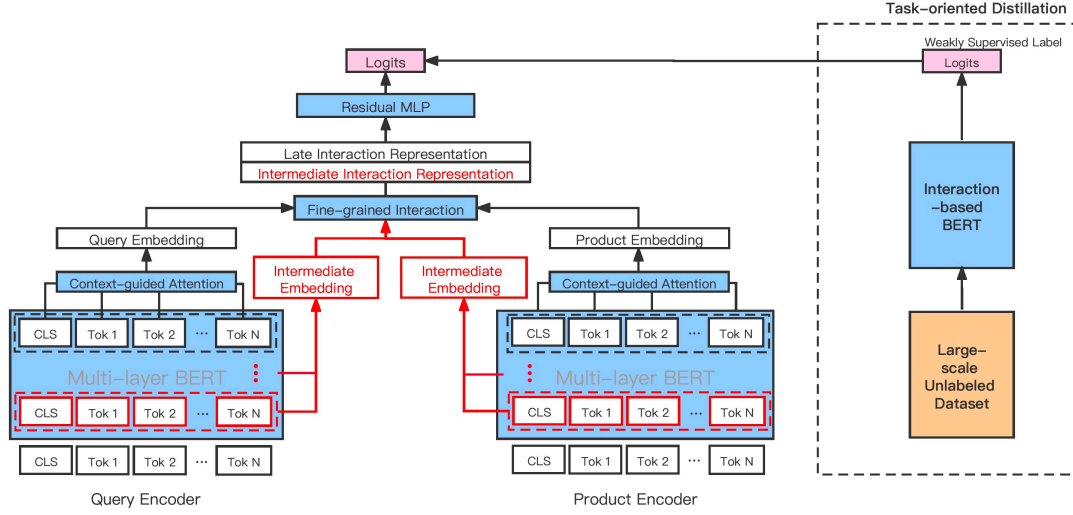 Task-oriented Distillation
Weakly Supervised Label
Logits
Logits
Residual MLP
Late Interaction Representation
Intermediate Interaction Representation
Fine-grained Interaction
Query Embedding
Product Embedding
Intermediate
Embedding
Intermediate
Embedding
Context-guided Attention
Context-guided Attention
CLS Tok 1 Tok 2 ... Tok N
CLS Tok 1 Tok 2 ... Tok N
Multi-layer BERT
Multi-layer BERT
CLS Tok 1 Tok 2 ... Tok N
CLS Tok 1 Tok 2 ... Tok N
CLS Tok 1 Tok 2 ... Tok N
CLS Tok 1 Tok 2 ... Tok N
Query Encoder
Product Encoder
Interaction
-based
BERT
Large-
scale
Unlabeled
Dataset